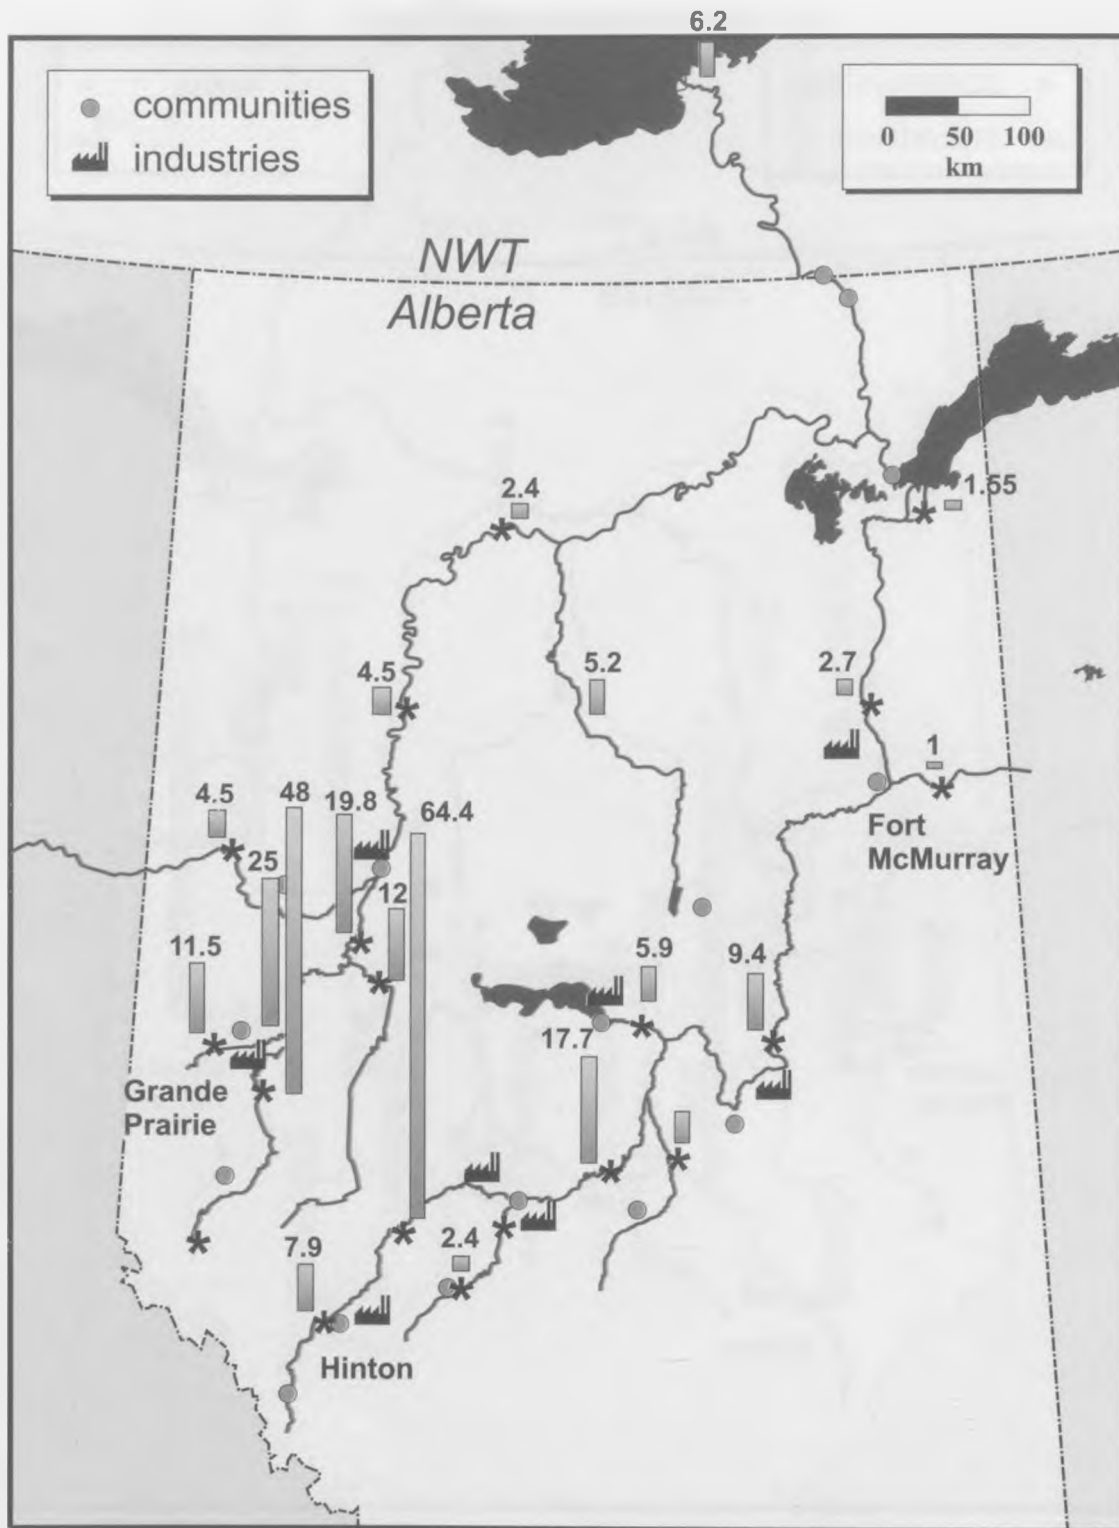 6.2
communities
industries
0 50 100
km
NWT
Alberta
2.4
1.55
4.5
5.2
2.7
1
4.5
48
19.8
64.4
25
12
Fort
McMurray
11.5
5.9
9.4
17.7
Grande
Prairie
7.9
2.4
Hinton